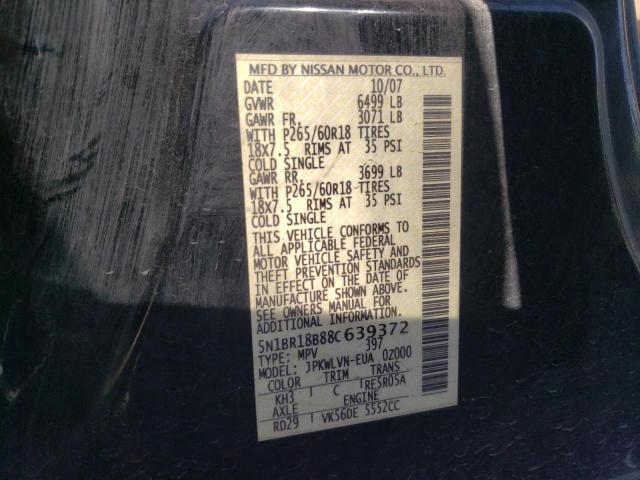 MFD BY NISSAN MOTOR CO., LTD.
DATE 10/07
GVWR 6499 LB
GAWR FR. 3071 LB
WITH P265/60R18 TIRES
18X7.5 RIMS AT 35 PSI
COLD SINGLE
GAWR RR. 3699 LB
WITH P265/60R18 TIRES
18X7.5 RIMS AT 35 PSI
COLD SINGLE
THIS VEHICLE CONFORMS TO
ALL APPLICABLE FEDERAL
MOTOR VEHICLE SAFETY AND
THEFT PREVENTION STANDARDS
IN EFFECT ON THE DATE OF
MANUFACTURE SHOWN ABOVE.
SEE OWNERS MANUAL FOR
ADDITIONAL INFORMATION.
5N1BR18B88C639372
TYPE: MPV 397
MODEL: JPKWLVN-EUA 0Z000
COLOR TRIM TRANS
KH3 C RE5R05A
AXLE ENGINE
RD29 VK56DE 5552CC